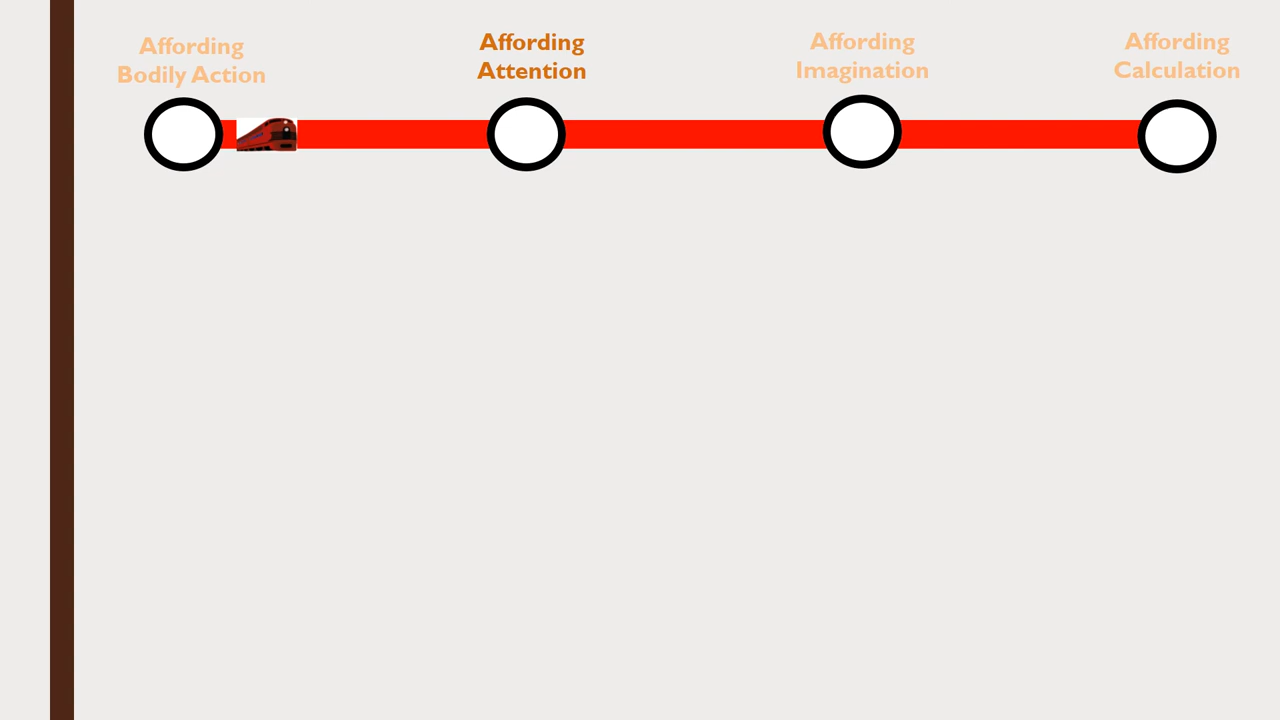 Affording
Bodily Action
Affording
Attention
Affording
Imagination
Affording
Calculation